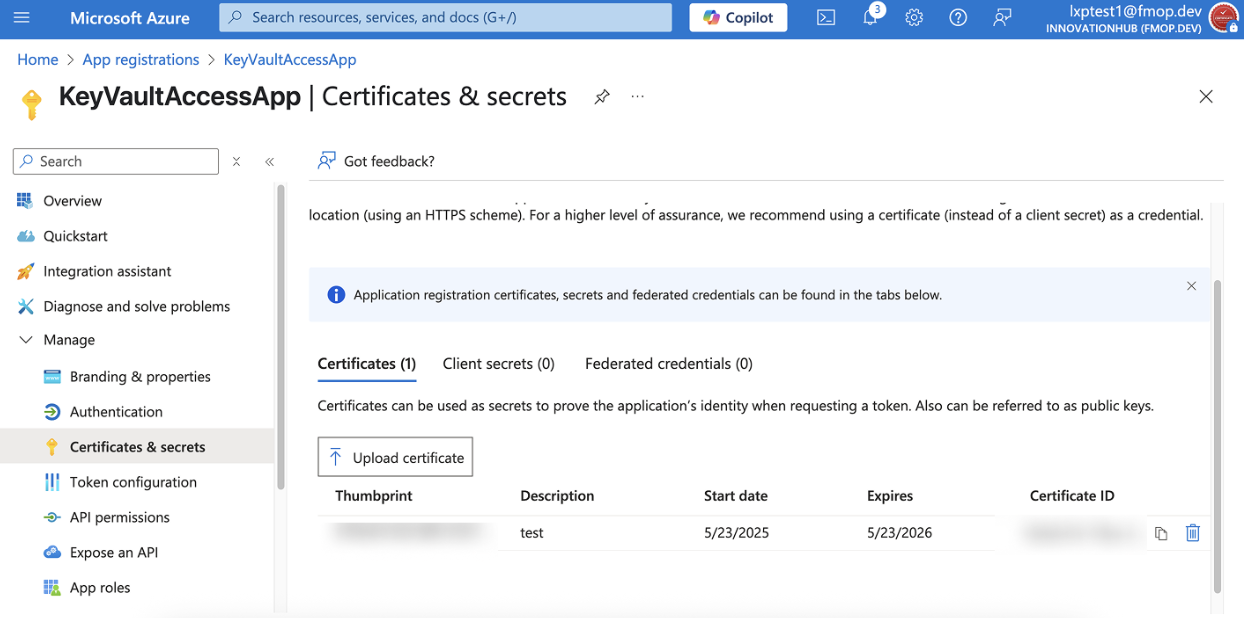 Microsoft Azure
Search resources, services, and docs (G+/)
Copilot
3
lxptest1@fmop.dev
INNOVATIONHUB (FMOP.DEV)
Home > App registrations > KeyVaultAccessApp
KeyVaultAccessApp | Certificates & secrets
Search
Got feedback?
Overview
Quickstart
Integration assistant
Diagnose and solve problems
Manage
Branding & properties
Authentication
Certificates & secrets
Token configuration
API permissions
Expose an API
App roles
location (using an HTTPS scheme). For a higher level of assurance, we recommend using a certificate (instead of a client secret) as a credential.
Application registration certificates, secrets and federated credentials can be found in the tabs below.
Certificates (1) Client secrets (0) Federated credentials (0)
Certificates can be used as secrets to prove the application's identity when requesting a token. Also can be referred to as public keys.
Upload certificate
Thumbprint Description Start date Expires Certificate ID
test 5/23/2025 5/23/2026